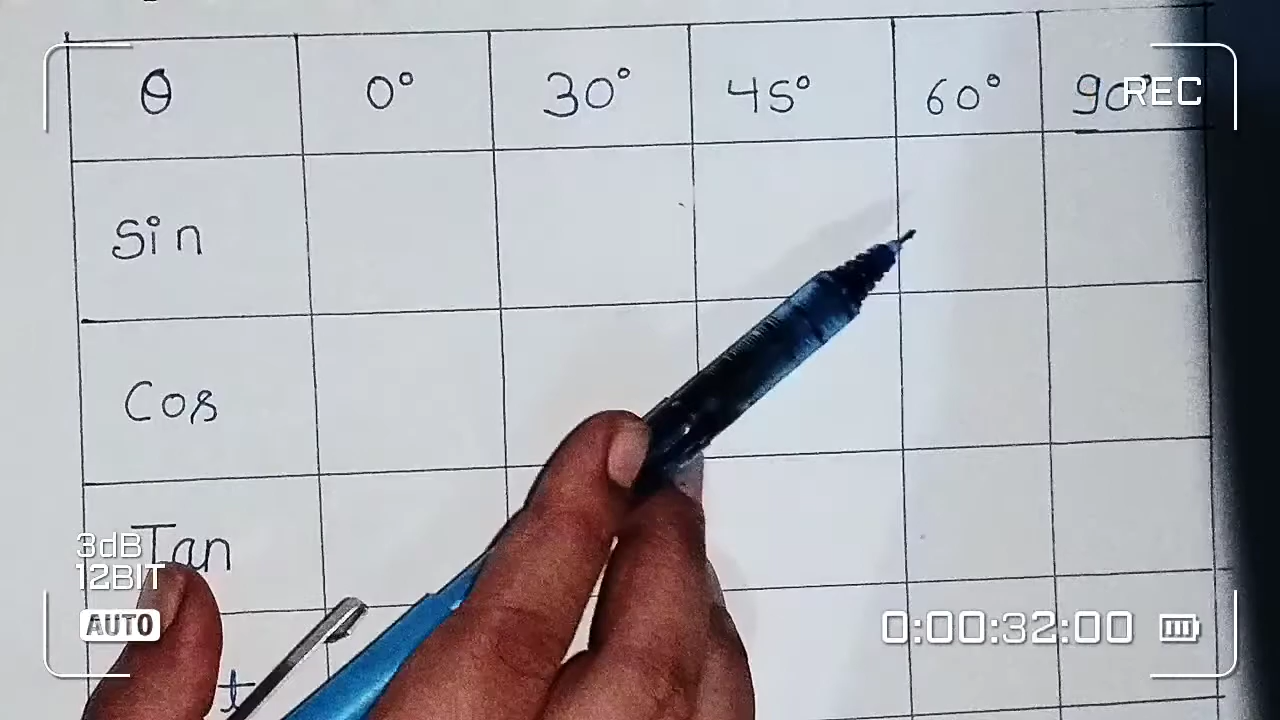 θ 0° 30° 45° 60° 90°
REC
Sin
Cos
Tan
3dB
12BIT
AUTO
0:00:32:00
t